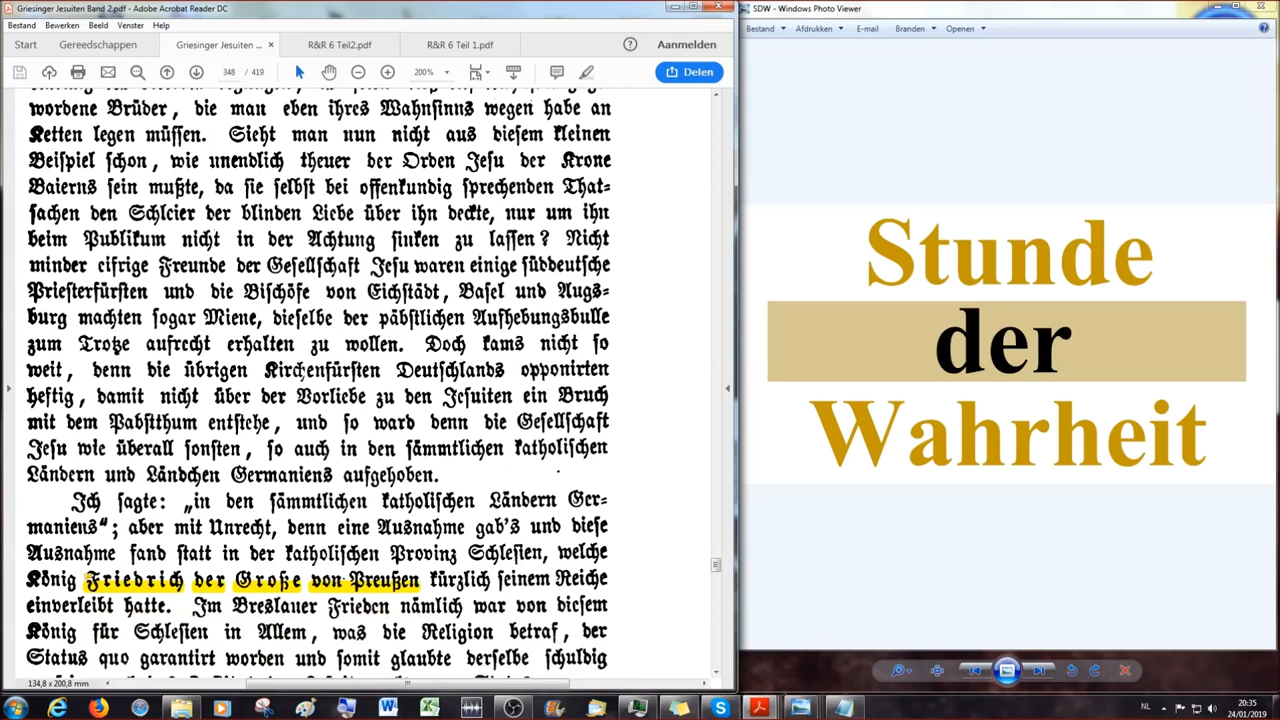 Griesinger Jesuiten Band 2.pdf - Adobe Acrobat Reader DC
Bestand Bewerken Beeld Venster Help
Start Gereedschappen Griesinger Jesuiten ... × R&R 6 Teil2.pdf R&R 6 Teil 1.pdf Aanmelden
348 / 419 200% Delen
wordene Brüder, die man eben ihres Wahnsinns wegen habe an
Ketten legen müssen. Sieht man nun nicht aus diesem kleinen
Beispiel schon, wie unendlich theuer der Orden Jesu der Krone
Baierns sein mußte, da sie selbst bei offenkundig sprechenden That-
sachen den Schleier der blinden Liebe über ihn deckte, nur um ihn
beim Publikum nicht in der Achtung sinken zu lassen? Nicht
minder eifrige Freunde der Gesellschaft Jesu waren einige süddeutsche
Priesterfürsten und die Bischöfe von Eichstädt, Basel und Augs-
burg machten sogar Miene, dieselbe der päbstlichen Aufhebungsbulle
zum Trotze aufrecht erhalten zu wollen. Doch kams nicht so
weit, denn die übrigen Kirchenfürsten Deutschlands opponirten
heftig, damit nicht über der Vorliebe zu den Jesuiten ein Bruch
mit dem Pabstthum entstehe, und so ward denn die Gesellschaft
Jesu wie überall sonsten, so auch in den sämmtlichen katholischen
Ländern und Ländchen Germaniens aufgehoben.
Ich sagte: „in den sämmtlichen katholischen Ländern Ger-
maniens“; aber mit Unrecht, denn eine Ausnahme gab's und diese
Ausnahme fand statt in der katholischen Provinz Schlesien, welche
König Friedrich der Große von Preußen kürzlich seinem Reiche
einverleibt hatte. Im Breslauer Frieden nämlich war von diesem
König für Schlesien in Allem, was die Religion betraf, der
Status quo garantirt worden und somit glaubte derselbe schuldig
134,8 x 200,8 mm
SDW - Windows Photo Viewer
Bestand Afdrukken E-mail Branden Openen
Stunde
der
Wahrheit
NL 20:35
24/01/2019